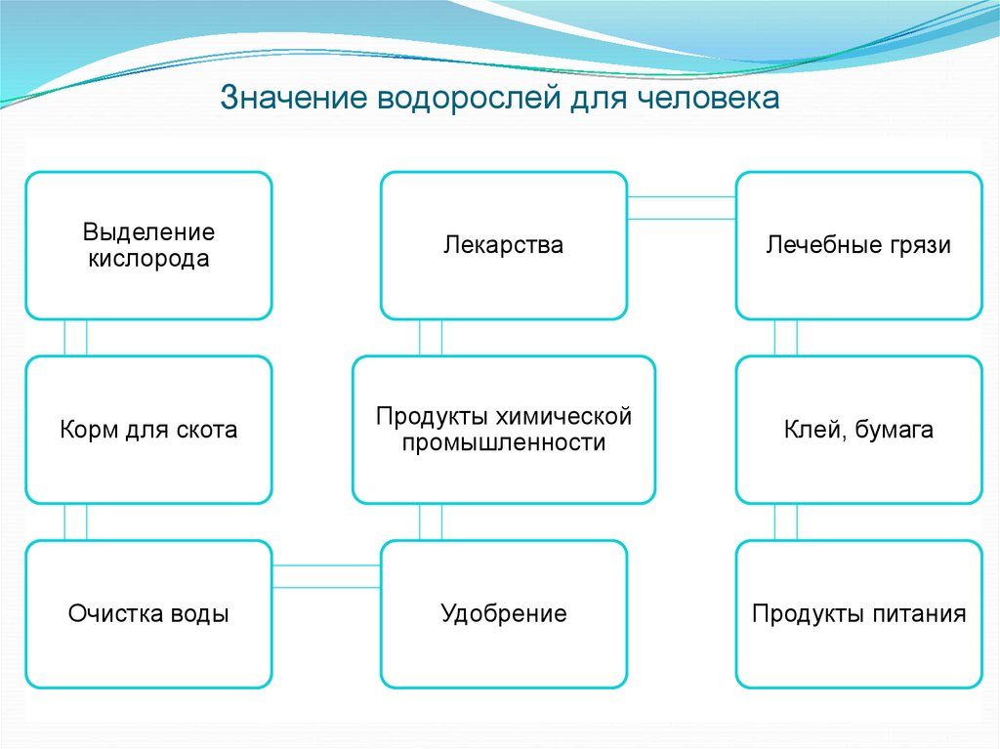 Значение водорослей для человека
Выделение
кислорода
Лекарства
Лечебные грязи
Корм для скота
Продукты химической
промышленности
Клей, бумага
Очистка воды
Удобрение
Продукты питания